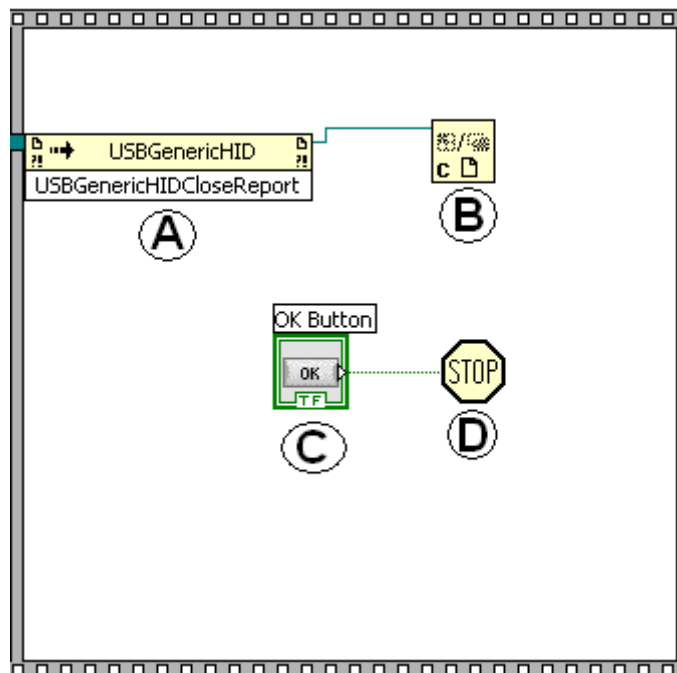 ?! USBGenericHID ?!
USBGenericHIDCloseReport
A
C
B
OK Button
OK
TF
STOP
C
D